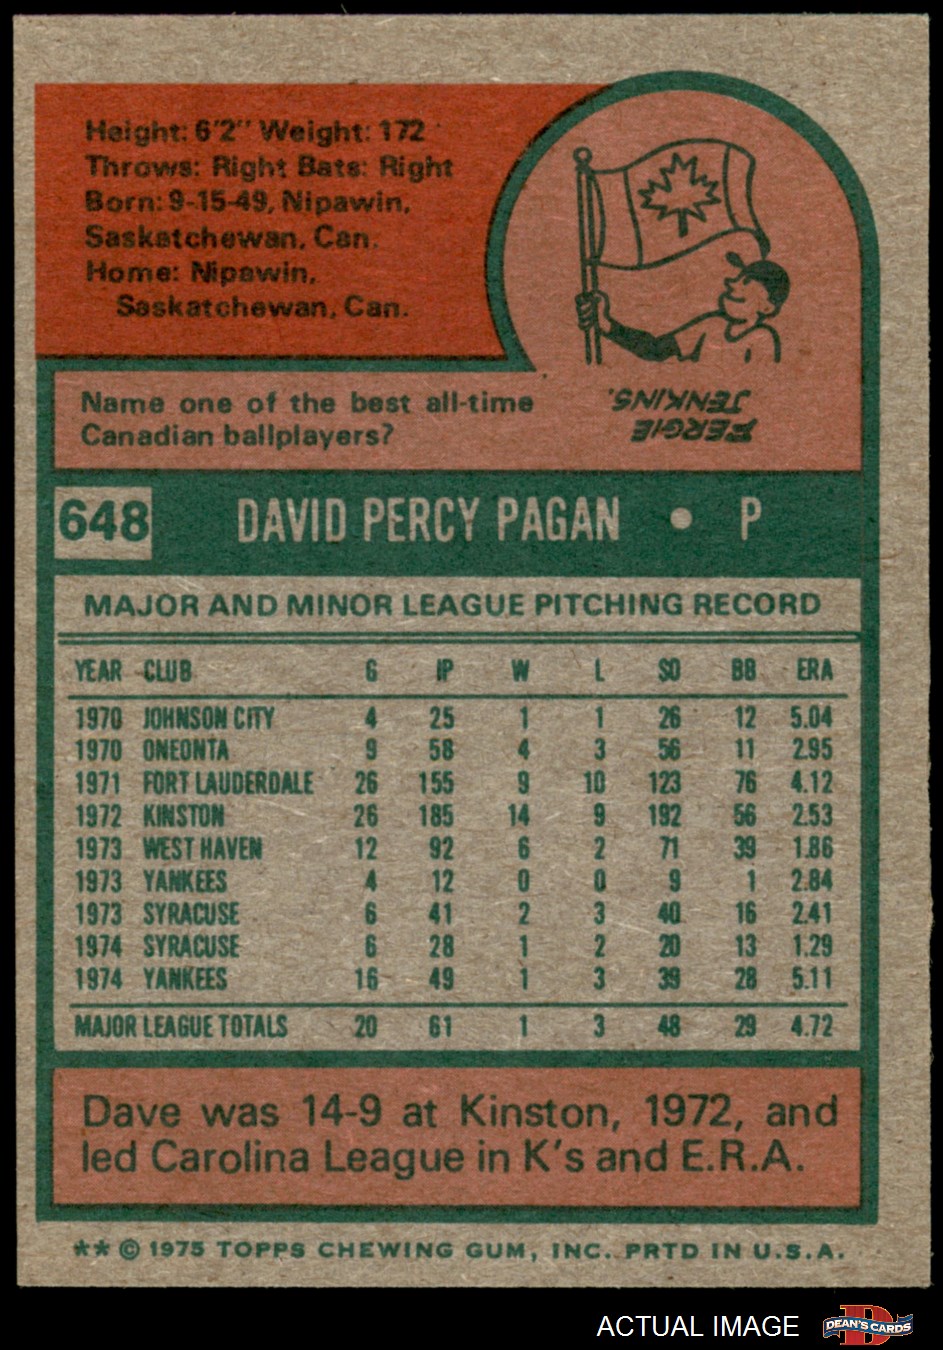 Height: 6'2" Weight: 172
Throws: Right Bats: Right
Born: 9-15-49, Nipawin,
Saskatchewan, Can.
Home: Nipawin,
Saskatchewan, Can.
Name one of the best all-time
Canadian ballplayers?
FERGIE
JENKINS.
648 DAVID PERCY PAGAN • P
MAJOR AND MINOR LEAGUE PITCHING RECORD
YEAR CLUB G IP W L SO BB ERA
1970 JOHNSON CITY 4 25 1 1 26 12 5.04
1970 ONEONTA 9 58 4 3 56 11 2.95
1971 FORT LAUDERDALE 26 155 9 10 123 76 4.12
1972 KINSTON 26 185 14 9 192 56 2.53
1973 WEST HAVEN 12 92 6 2 71 39 1.86
1973 YANKEES 4 12 0 0 9 1 2.84
1973 SYRACUSE 6 41 2 3 40 16 2.41
1974 SYRACUSE 6 28 1 2 20 13 1.29
1974 YANKEES 16 49 1 3 39 28 5.11
MAJOR LEAGUE TOTALS 20 61 1 3 48 29 4.72
Dave was 14-9 at Kinston, 1972, and
led Carolina League in K's and E.R.A.
** © 1975 TOPPS CHEWING GUM, INC. PRTD IN U.S.A.
ACTUAL IMAGE
D
DEAN'S CARDS